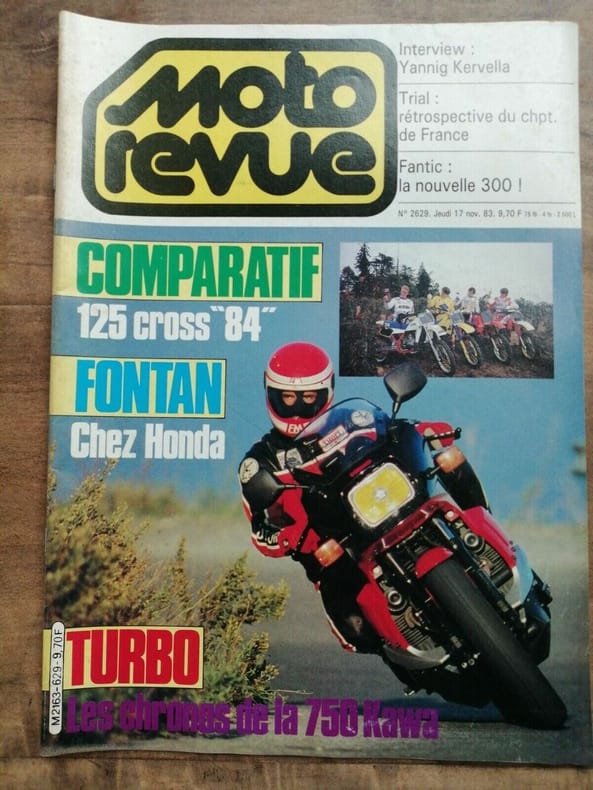 Moto
revue
Interview :
Yannig Kervella
Trial :
rétrospective du chpt.
de France
Fantic :
la nouvelle 300 !
N° 2629. Jeudi 17 nov. 83. 9,70 F
COMPARATIF
125 cross "84"
FONTAN
Chez Honda
TURBO
Les chronos de la 750 Kawa
M2163-629-9,70F